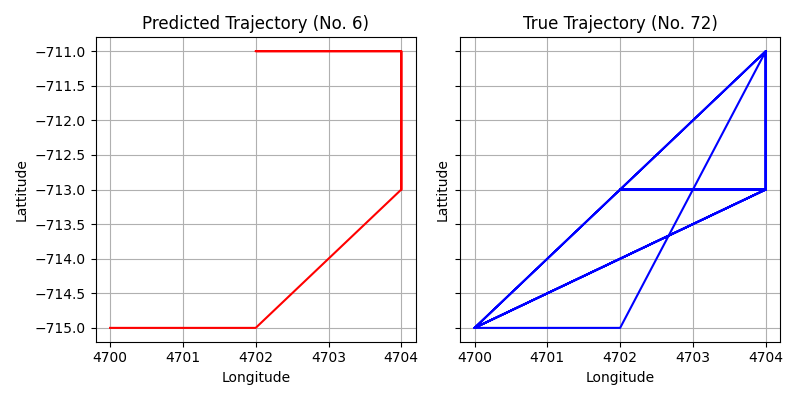 Predicted Trajectory (No. 6)
True Trajectory (No. 72)
−711.0
−711.5
−712.0
−712.5
−713.0
−713.5
−714.0
−714.5
−715.0
Lattitude
Lattitude
4700 4701 4702 4703 4704
4700 4701 4702 4703 4704
Longitude
Longitude